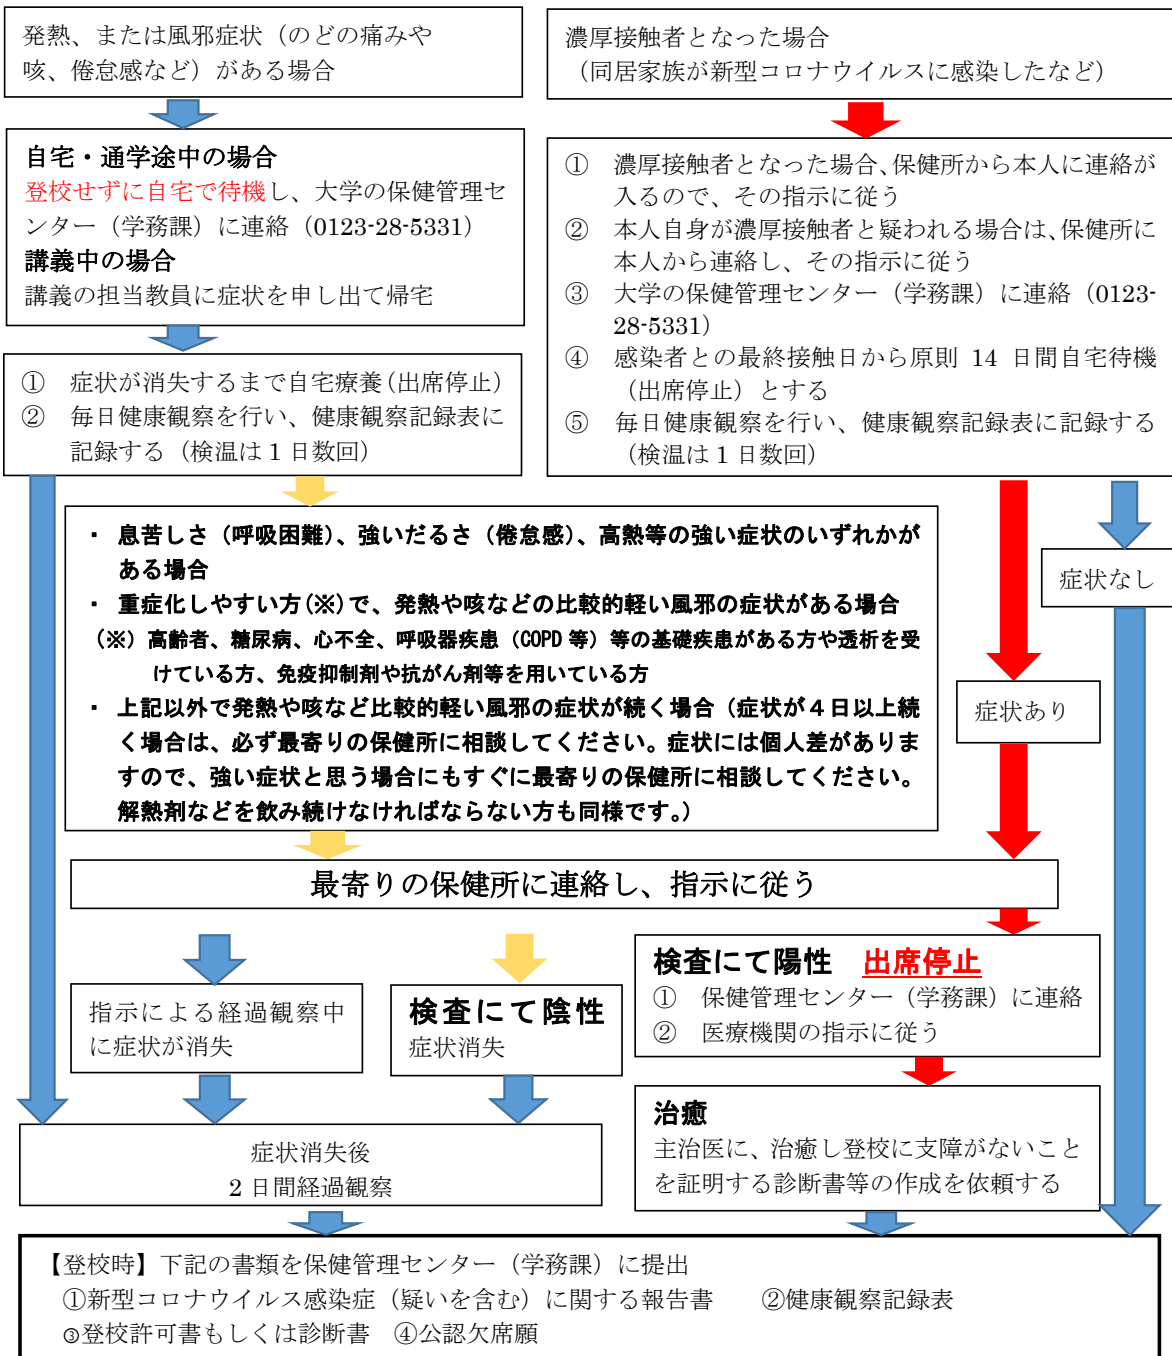 発熱、または風邪症状（のどの痛みや
咳、倦怠感など）がある場合
濃厚接触者となった場合
（同居家族が新型コロナウイルスに感染したなど）
自宅・通学途中の場合
登校せずに自宅で待機し、大学の保健管理セ
ンター（学務課）に連絡（0123-28-5331）
講義中の場合
講義の担当教員に症状を申し出て帰宅
① 症状が消失するまで自宅療養（出席停止）
② 毎日健康観察を行い、健康観察記録表に
記録する（検温は1日数回）
① 濃厚接触者となった場合、保健所から本人に連絡が
入るので、その指示に従う
② 本人自身が濃厚接触者と疑われる場合は、保健所に
本人から連絡し、その指示に従う
③ 大学の保健管理センター（学務課）に連絡（0123-
28-5331）
④ 感染者との最終接触日から原則 14 日間自宅待機
（出席停止）とする
⑤ 毎日健康観察を行い、健康観察記録表に記録する
（検温は1日数回）
・ 息苦しさ（呼吸困難）、強いだるさ（倦怠感）、高熱等の強い症状のいずれかが
ある場合
・ 重症化しやすい方(※)で、発熱や咳などの比較的軽い風邪の症状がある場合
（※）高齢者、糖尿病、心不全、呼吸器疾患（COPD 等）等の基礎疾患がある方や透析を受
けている方、免疫抑制剤や抗がん剤等を用いている方
・ 上記以外で発熱や咳など比較的軽い風邪の症状が続く場合（症状が４日以上続
く場合は、必ず最寄りの保健所に相談してください。症状には個人差がありま
すので、強い症状と思う場合にもすぐに最寄りの保健所に相談してください。
解熱剤などを飲み続けなければならない方も同様です。）
症状なし
症状あり
最寄りの保健所に連絡し、指示に従う
指示による経過観察中
に症状が消失
検査にて陰性
症状消失
検査にて陽性 出席停止
① 保健管理センター（学務課）に連絡
② 医療機関の指示に従う
治癒
主治医に、治癒し登校に支障がないこと
を証明する診断書等の作成を依頼する
症状消失後
2 日間経過観察
【登校時】下記の書類を保健管理センター（学務課）に提出
①新型コロナウイルス感染症（疑いを含む）に関する報告書 ②健康観察記録表
③登校許可書もしくは診断書 ④公認欠席願